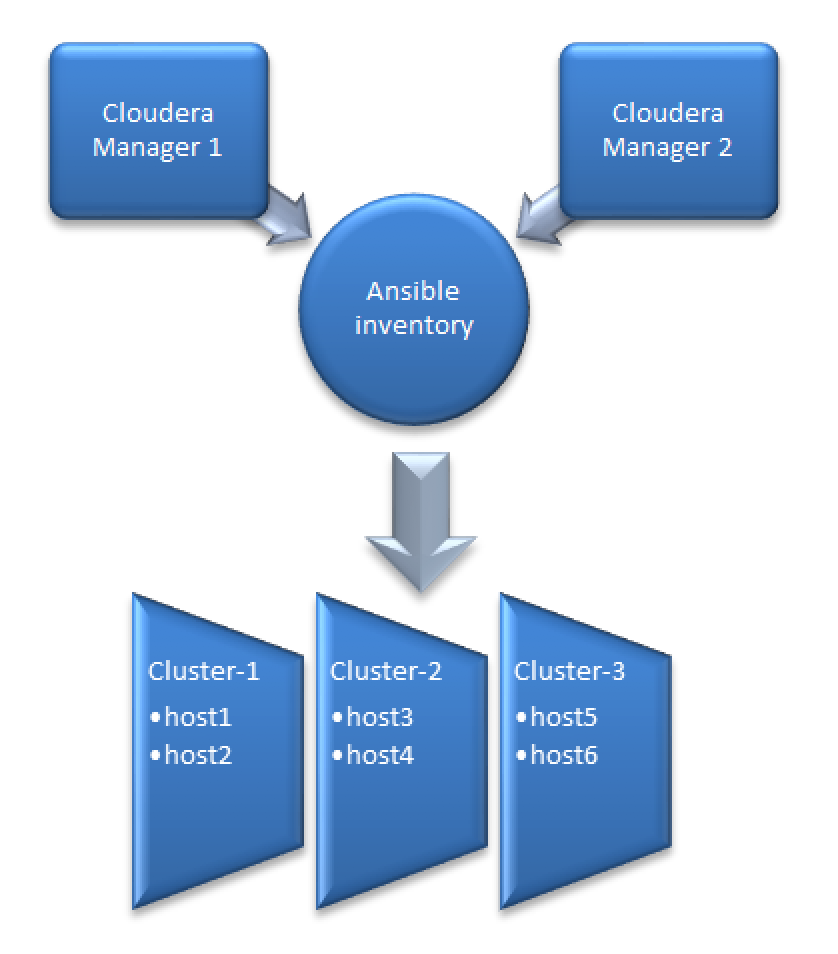 Cloudera
Manager 1
Cloudera
Manager 2
Ansible
inventory
Cluster-1
•host1
•host2
Cluster-2
•host3
•host4
Cluster-3
•host5
•host6